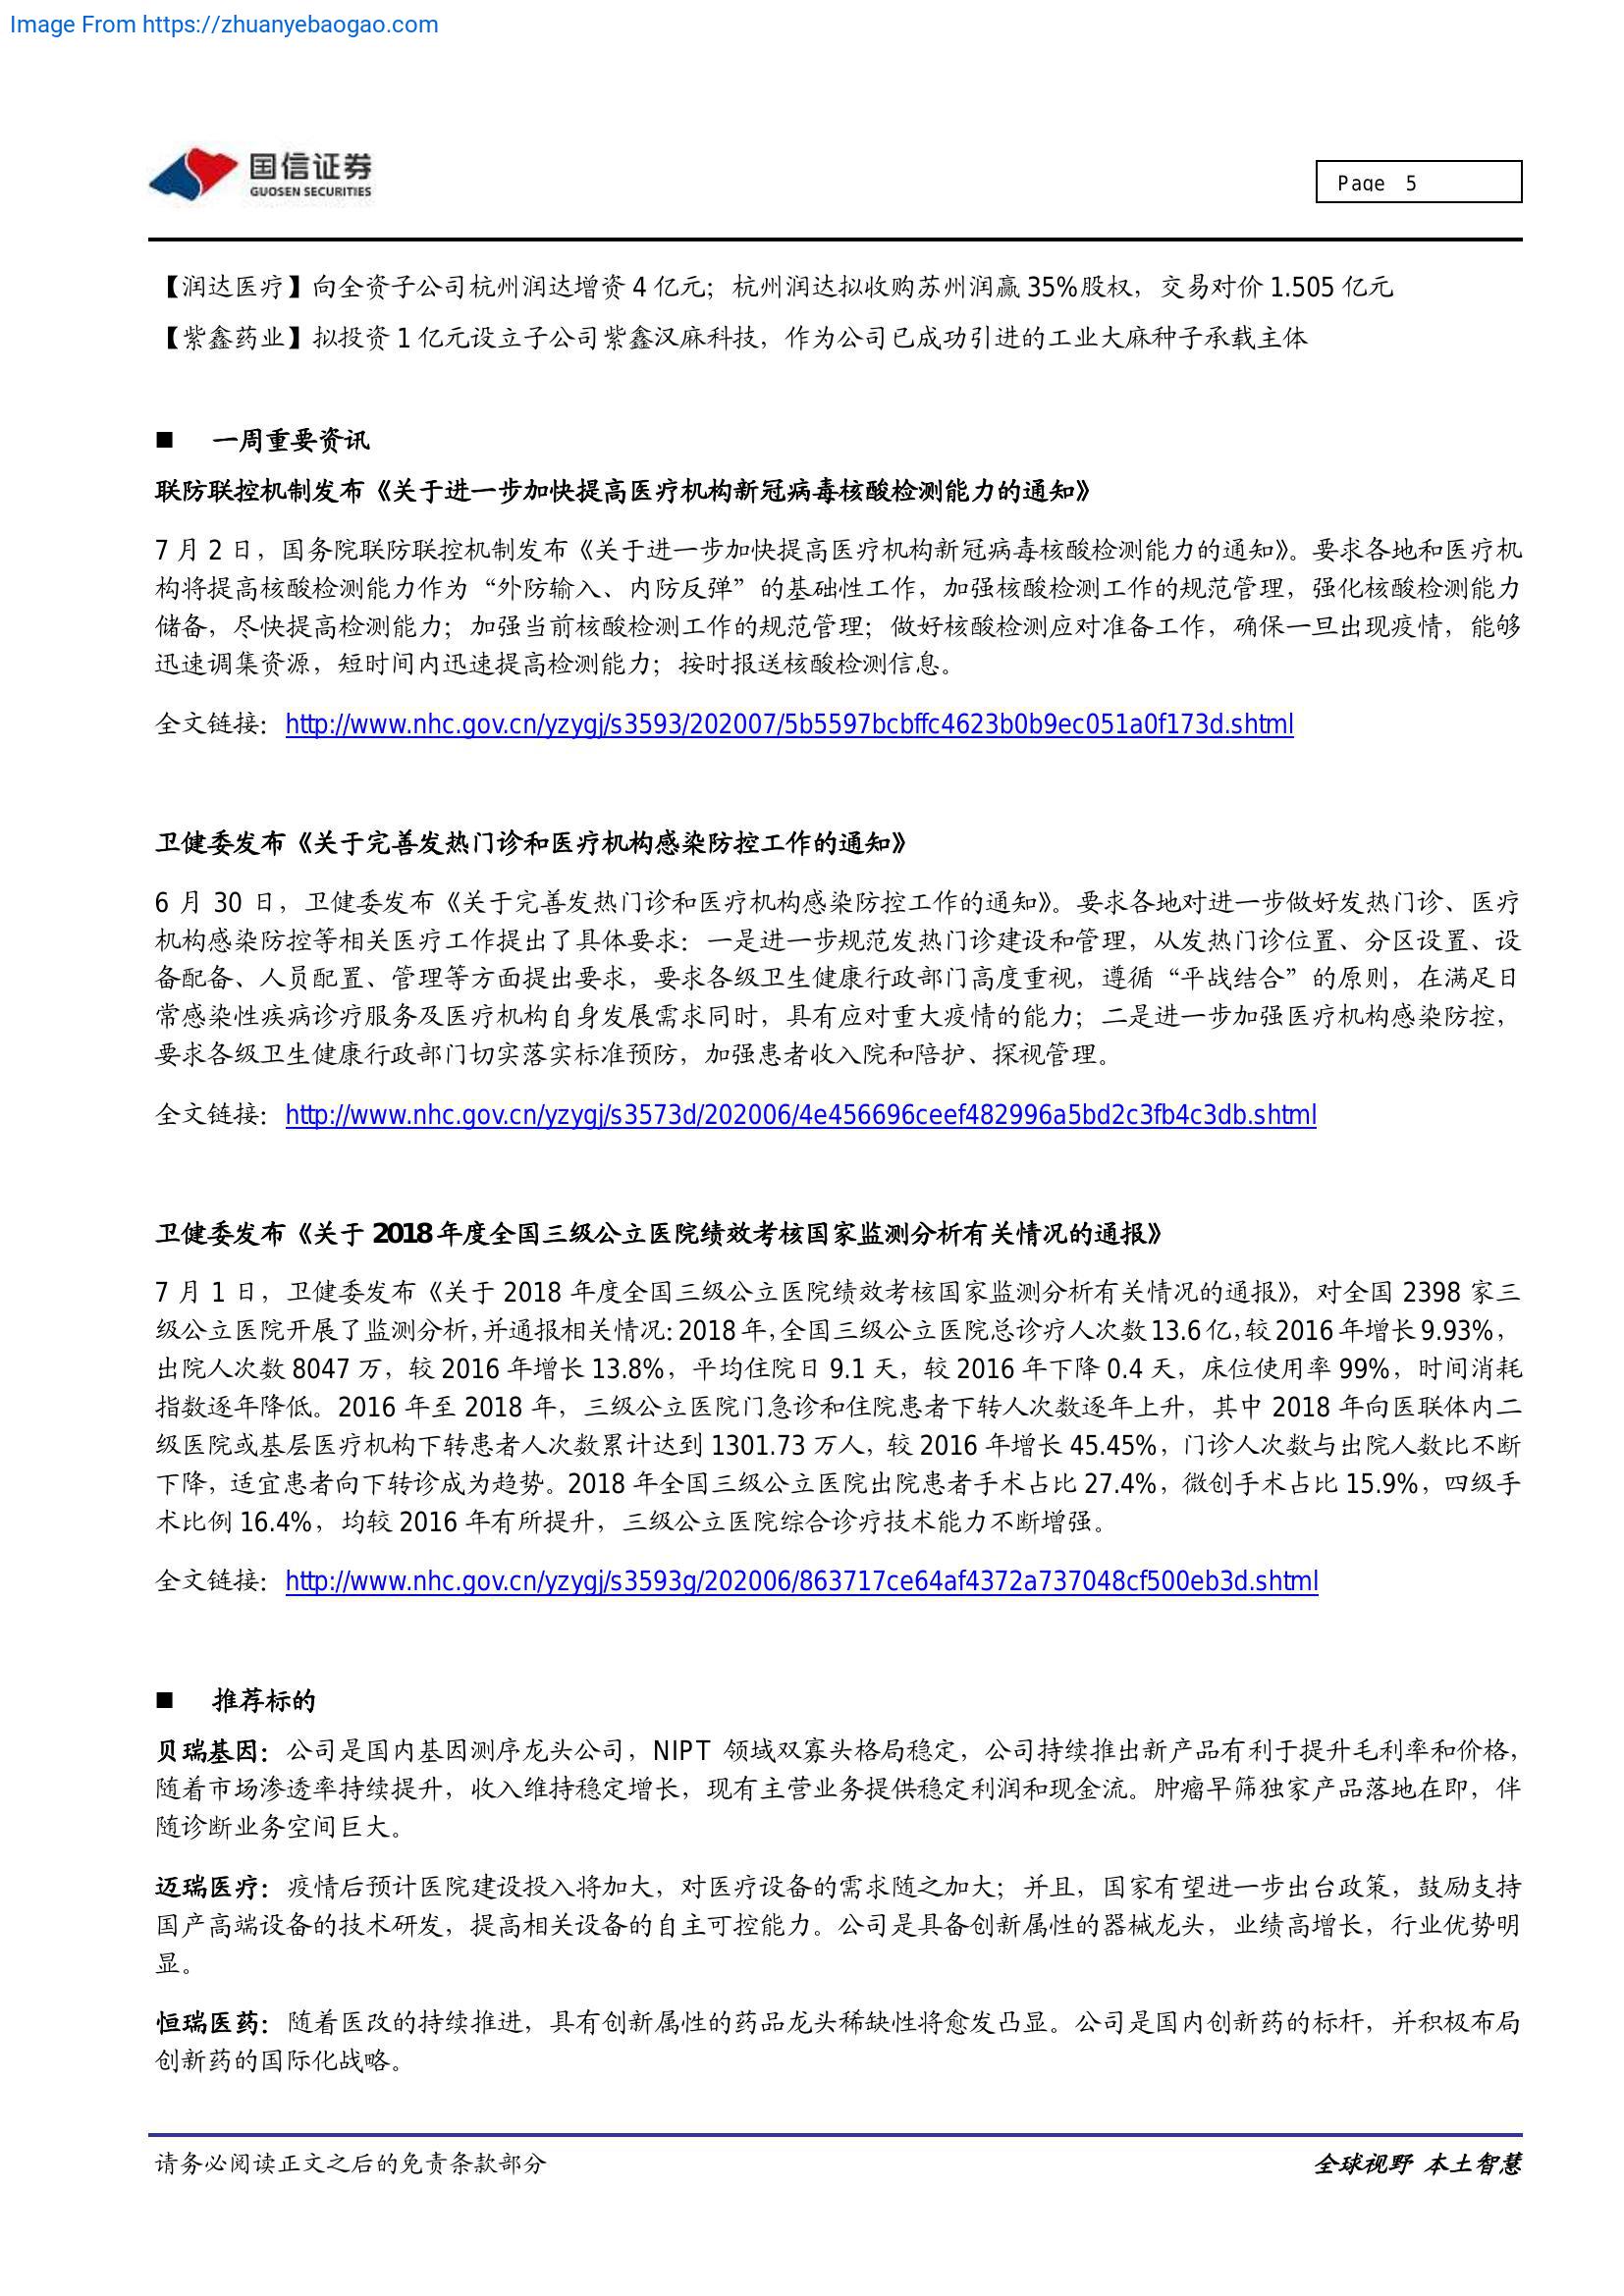 Image From https://zhuanyebaogao.com
国信证券
GUOSEN SECURITIES
Page 5
【润达医疗】向全资子公司杭州润达增资 4 亿元；杭州润达拟收购苏州润赢 35%股权，交易对价 1.505 亿元
【紫鑫药业】拟投资 1 亿元设立子公司紫鑫汉麻科技，作为公司已成功引进的工业大麻种子承载主体
■ 一周重要资讯
联防联控机制发布《关于进一步加快提高医疗机构新冠病毒核酸检测能力的通知》
7 月 2 日，国务院联防联控机制发布《关于进一步加快提高医疗机构新冠病毒核酸检测能力的通知》。要求各地和医疗机
构将提高核酸检测能力作为“外防输入、内防反弹”的基础性工作，加强核酸检测工作的规范管理，强化核酸检测能力
储备，尽快提高检测能力；加强当前核酸检测工作的规范管理；做好核酸检测应对准备工作，确保一旦出现疫情，能够
迅速调集资源，短时间内迅速提高检测能力；按时报送核酸检测信息。
全文链接：http://www.nhc.gov.cn/yzygj/s3593/202007/5b5597bcbffc4623b0b9ec051a0f173d.shtml
卫健委发布《关于完善发热门诊和医疗机构感染防控工作的通知》
6 月 30 日，卫健委发布《关于完善发热门诊和医疗机构感染防控工作的通知》。要求各地对进一步做好发热门诊、医疗
机构感染防控等相关医疗工作提出了具体要求：一是进一步规范发热门诊建设和管理，从发热门诊位置、分区设置、设
备配备、人员配置、管理等方面提出要求，要求各级卫生健康行政部门高度重视，遵循“平战结合”的原则，在满足日
常感染性疾病诊疗服务及医疗机构自身发展需求同时，具有应对重大疫情的能力；二是进一步加强医疗机构感染防控，
要求各级卫生健康行政部门切实落实标准预防，加强患者收入院和陪护、探视管理。
全文链接：http://www.nhc.gov.cn/yzygj/s3573d/202006/4e456696ceef482996a5bd2c3fb4c3db.shtml
卫健委发布《关于 2018 年度全国三级公立医院绩效考核国家监测分析有关情况的通报》
7 月 1 日，卫健委发布《关于 2018 年度全国三级公立医院绩效考核国家监测分析有关情况的通报》，对全国 2398 家三
级公立医院开展了监测分析，并通报相关情况：2018 年，全国三级公立医院总诊疗人次数 13.6 亿，较 2016 年增长 9.93%，
出院人次数 8047 万，较 2016 年增长 13.8%，平均住院日 9.1 天，较 2016 年下降 0.4 天，床位使用率 99%，时间消耗
指数逐年降低。2016 年至 2018 年，三级公立医院门急诊和住院患者下转人次数逐年上升，其中 2018 年向医联体内二
级医院或基层医疗机构下转患者人次数累计达到 1301.73 万人，较 2016 年增长 45.45%，门诊人次数与出院人数比不断
下降，适宜患者向下转诊成为趋势。2018 年全国三级公立医院出院患者手术占比 27.4%，微创手术占比 15.9%，四级手
术比例 16.4%，均较 2016 年有所提升，三级公立医院综合诊疗技术能力不断增强。
全文链接：http://www.nhc.gov.cn/yzygj/s3593g/202006/863717ce64af4372a737048cf500eb3d.shtml
■ 推荐标的
贝瑞基因：公司是国内基因测序龙头公司，NIPT 领域双寡头格局稳定，公司持续推出新产品有利于提升毛利率和价格，
随着市场渗透率持续提升，收入维持稳定增长，现有主营业务提供稳定利润和现金流。肿瘤早筛独家产品落地在即，伴
随诊断业务空间巨大。
迈瑞医疗：疫情后预计医院建设投入将加大，对医疗设备的需求随之加大；并且，国家有望进一步出台政策，鼓励支持
国产高端设备的技术研发，提高相关设备的自主可控能力。公司是具备创新属性的器械龙头，业绩高增长，行业优势明
显。
恒瑞医药：随着医改的持续推进，具有创新属性的药品龙头稀缺性将愈发凸显。公司是国内创新药的标杆，并积极布局
创新药的国际化战略。
请务必阅读正文之后的免责条款部分
全球视野 本土智慧